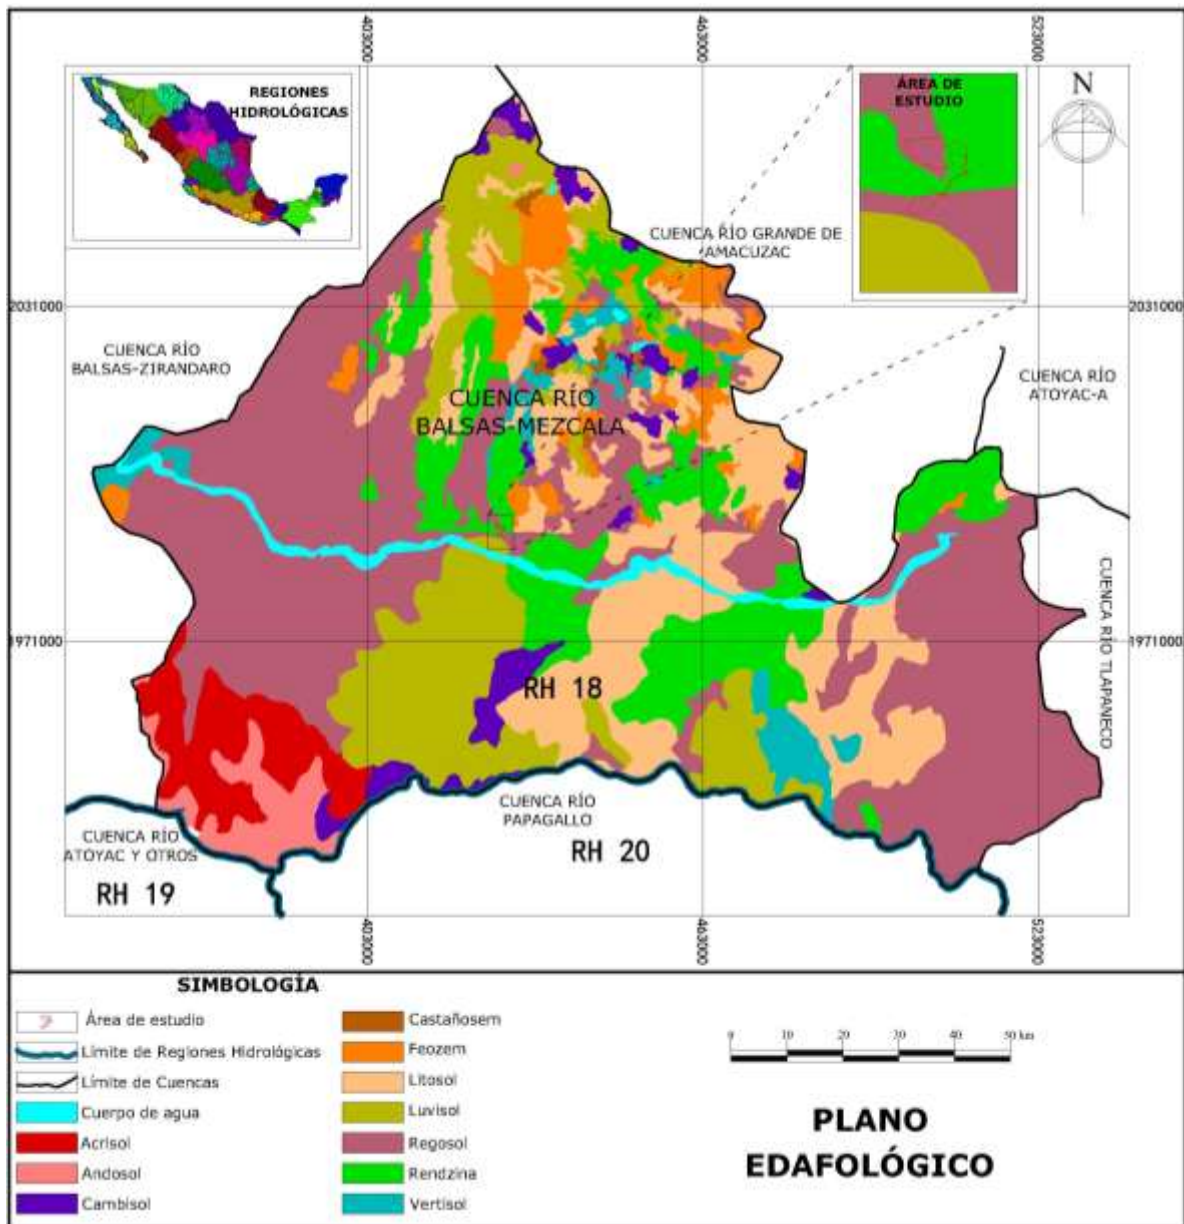 403000
463000
523000
REGIONES
HIDROLÓGICAS
ÁREA DE
ESTUDIO
N
CUENCA RÍO GRANDE DE
AMACUZAC
2031000
2031000
CUENCA RÍO
BALSAS-ZIRANDARO
CUENCA RÍO
ATOYAC-A
CUENCA RÍO
BALSAS-MEZCALA
CUENCA RÍO TLAPANECO
1971000
1971000
RH 18
CUENCA RÍO
PAPAGALLO
CUENCA RÍO
ATOYAC Y OTROS
RH 20
RH 19
403000
463000
523000
SIMBOLOGÍA
Área de estudio
Límite de Regiones Hidrológicas
Límite de Cuencas
Cuerpo de agua
Acrisol
Andosol
Cambisol
Castañosem
Feozem
Litosol
Luvisol
Regosol
Rendzina
Vertisol
0 10 20 30 40 50 km
PLANO
EDAFOLÓGICO